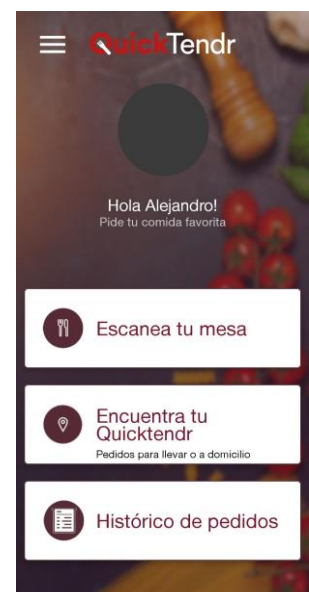 QuickTendr
Hola Alejandro!
Pide tu comida favorita
Escanea tu mesa
Encuentra tu
Quicktendr
Pedidos para llevar o a domicilio
Histórico de pedidos